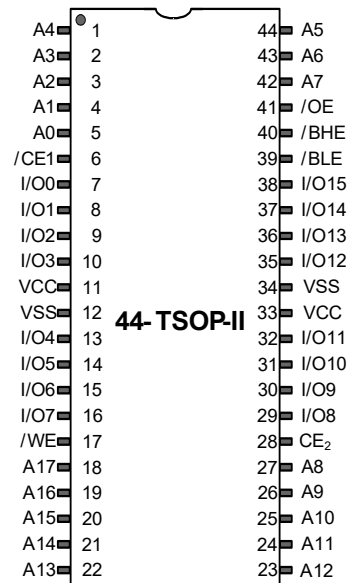 A4 1 44 A5
A3 2 43 A6
A2 3 42 A7
A1 4 41 /OE
A0 5 40 /BHE
/CE1 6 39 /BLE
I/O0 7 38 I/O15
I/O1 8 37 I/O14
I/O2 9 36 I/O13
I/O3 10 35 I/O12
VCC 11 34 VSS
VSS 12 33 VCC
44-TSOP-II
I/O4 13 32 I/O11
I/O5 14 31 I/O10
I/O6 15 30 I/O9
I/O7 16 29 I/O8
/WE 17 28 CE₂
A17 18 27 A8
A16 19 26 A9
A15 20 25 A10
A14 21 24 A11
A13 22 23 A12